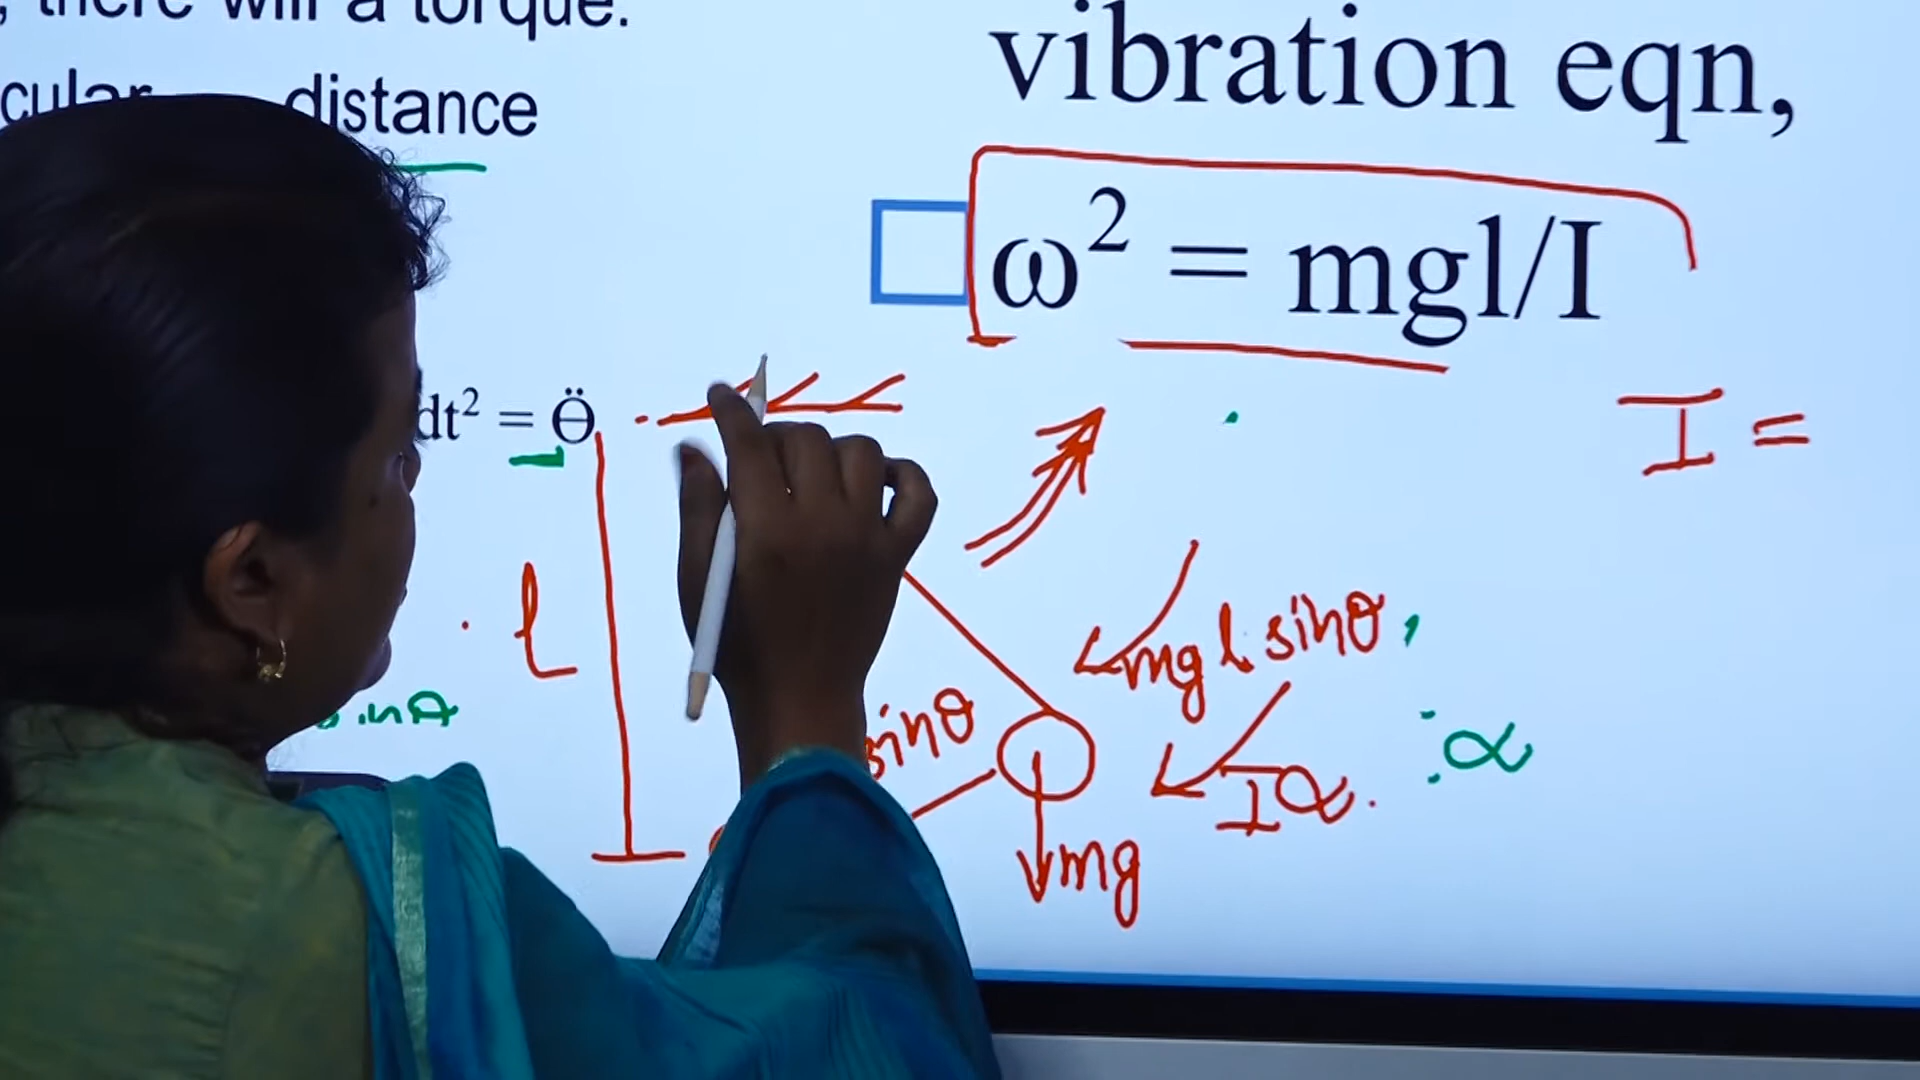 there will a torque.
distance
dt² = Ӫ
l
sinθ
vibration eqn,
ω² = mgl/I
I =
mg l sinθ
Iα
α
mg